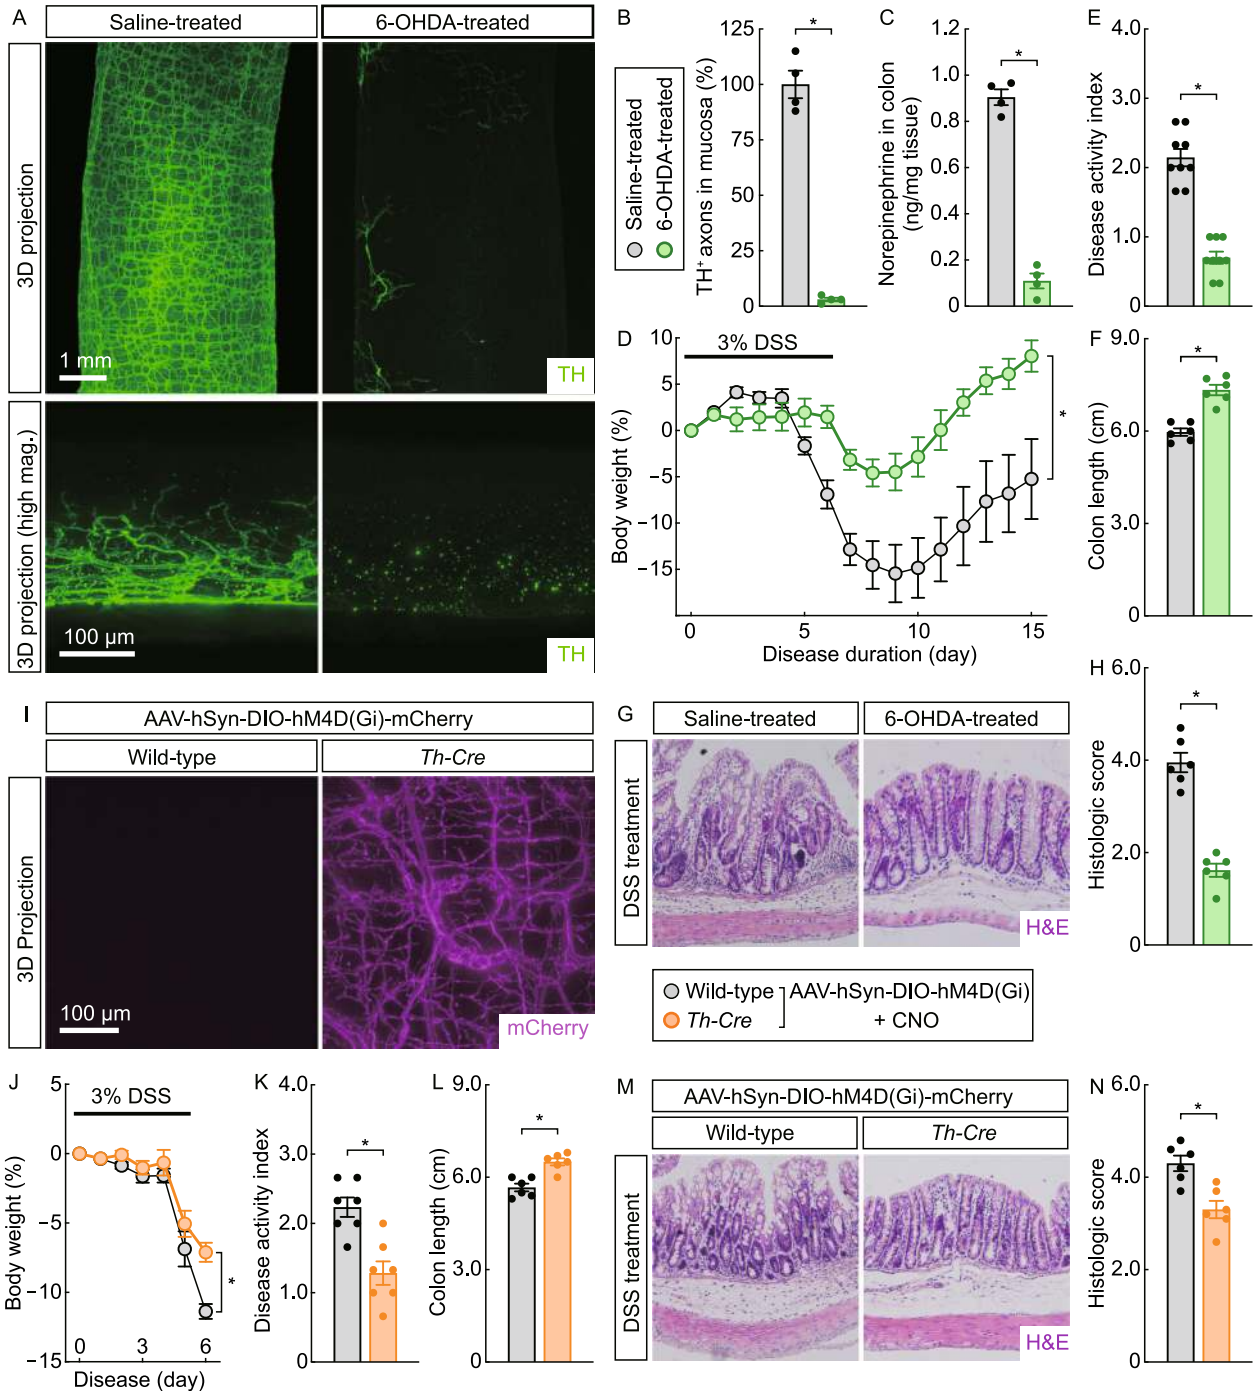 A
Saline-treated
6-OHDA-treated
3D projection
1 mm
TH
3D projection (high mag.)
100 μm
TH
B
Saline-treated
6-OHDA-treated
TH⁺ axons in mucosa (%)
125
100
75
50
25
0
*
C
Norepinephrine in colon
(ng/mg tissue)
1.0
0.8
0.6
0.4
0.2
0
*
E
Disease activity index
4.0
3.0
2.0
1.0
0
*
D
3% DSS
Body weight (%)
10
5
0
−5
−10
−15
*
0
5
10
15
Disease duration (day)
F
Colon length (cm)
9.0
6.0
3.0
0
*
I
AAV-hSyn-DIO-hM4D(Gi)-mCherry
Wild-type
Th-Cre
3D Projection
100 μm
mCherry
G
Saline-treated
6-OHDA-treated
DSS treatment
H&E
H
Histologic score
6.0
4.0
2.0
0
*
Wild-type
Th-Cre
AAV-hSyn-DIO-hM4D(Gi)
+ CNO
J
3% DSS
Body weight (%)
5
0
−5
−10
−15
*
0
3
6
Disease (day)
K
Disease activity index
4.0
3.0
2.0
1.0
0
*
L
Colon length (cm)
9.0
6.0
3.0
0
*
M
AAV-hSyn-DIO-hM4D(Gi)-mCherry
Wild-type
Th-Cre
DSS treatment
H&E
N
Histologic score
6.0
4.0
2.0
0
*